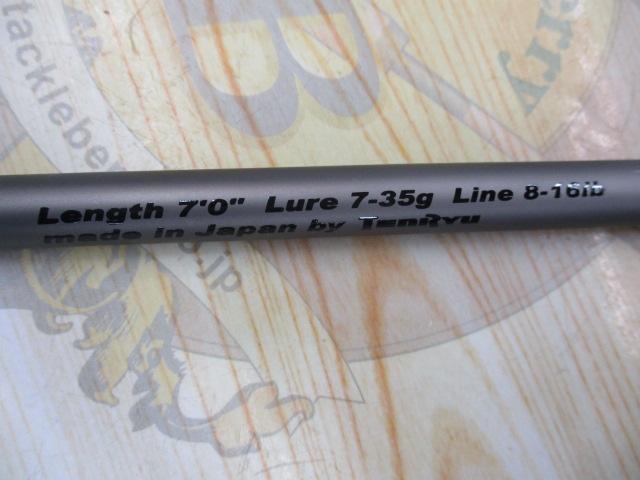 Length 7'0" Lure 7-35g Line 8-16lb
made in Japan by TenRyu